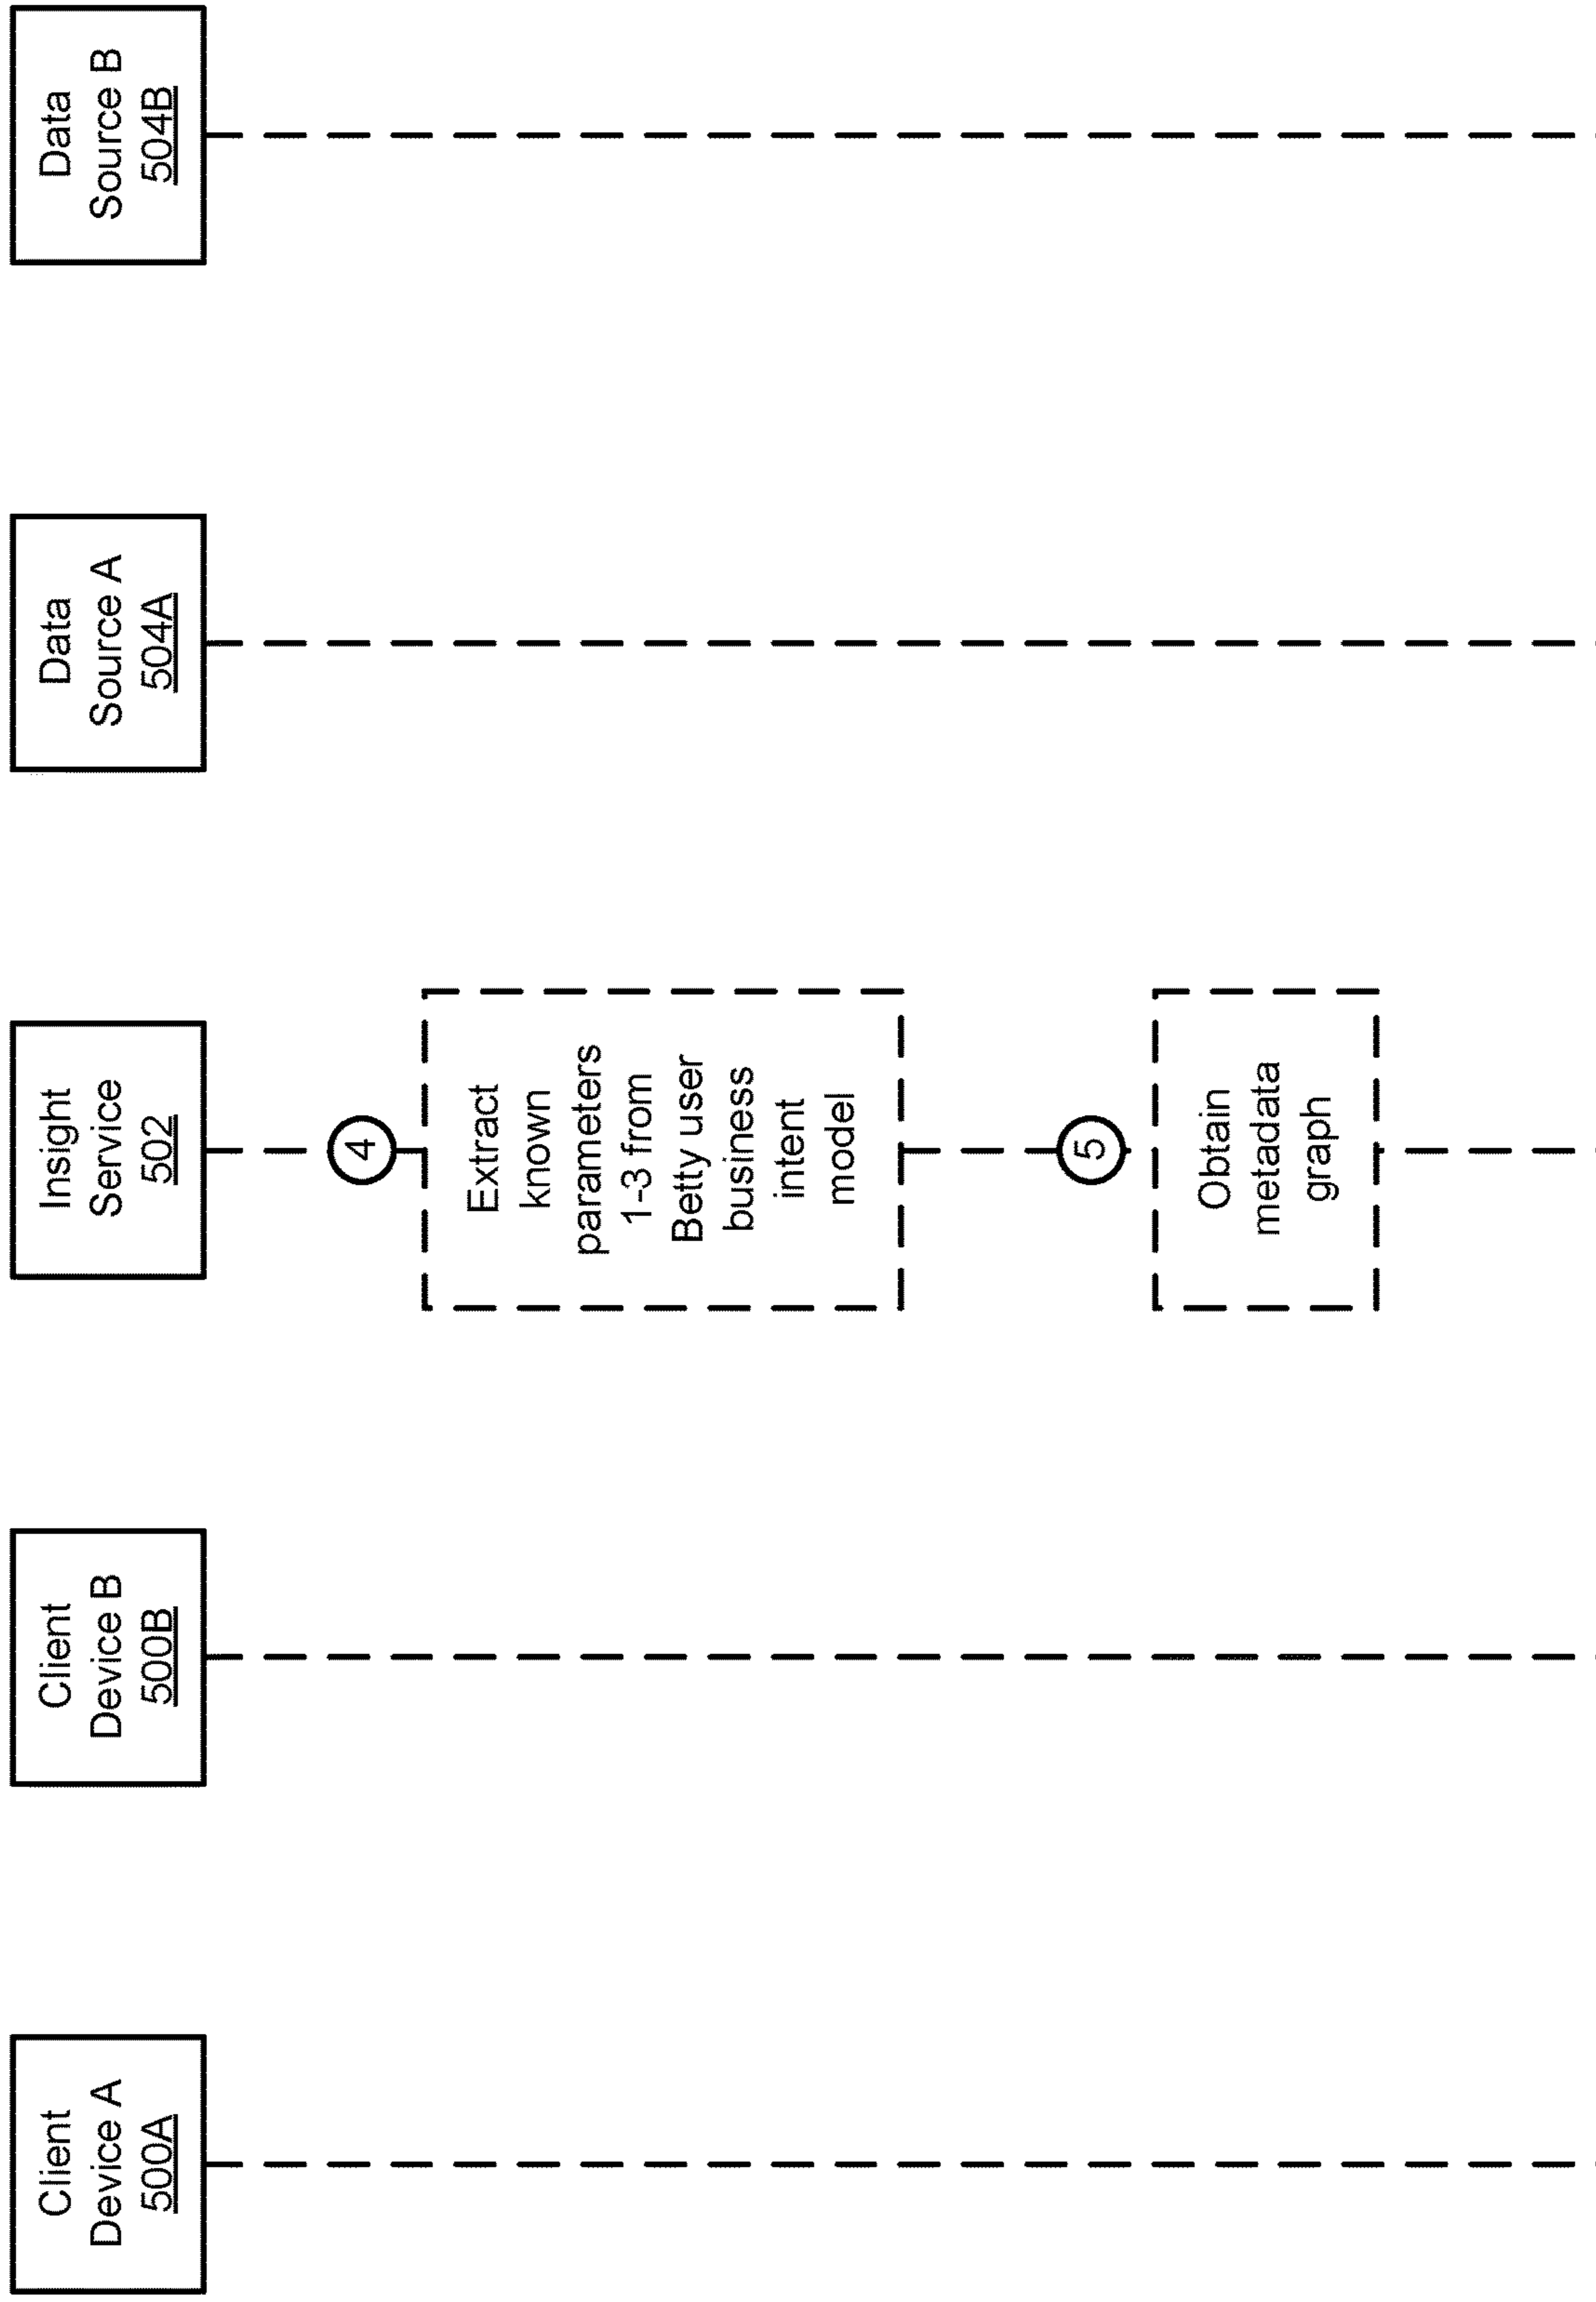 Client
Device A
500A
Client
Device B
500B
Insight
Service
502
Data
Source A
504A
Data
Source B
504B
4
Extract
known
parameters
1-3 from
Betty user
business
intent
model
5
Obtain
metadata
graph